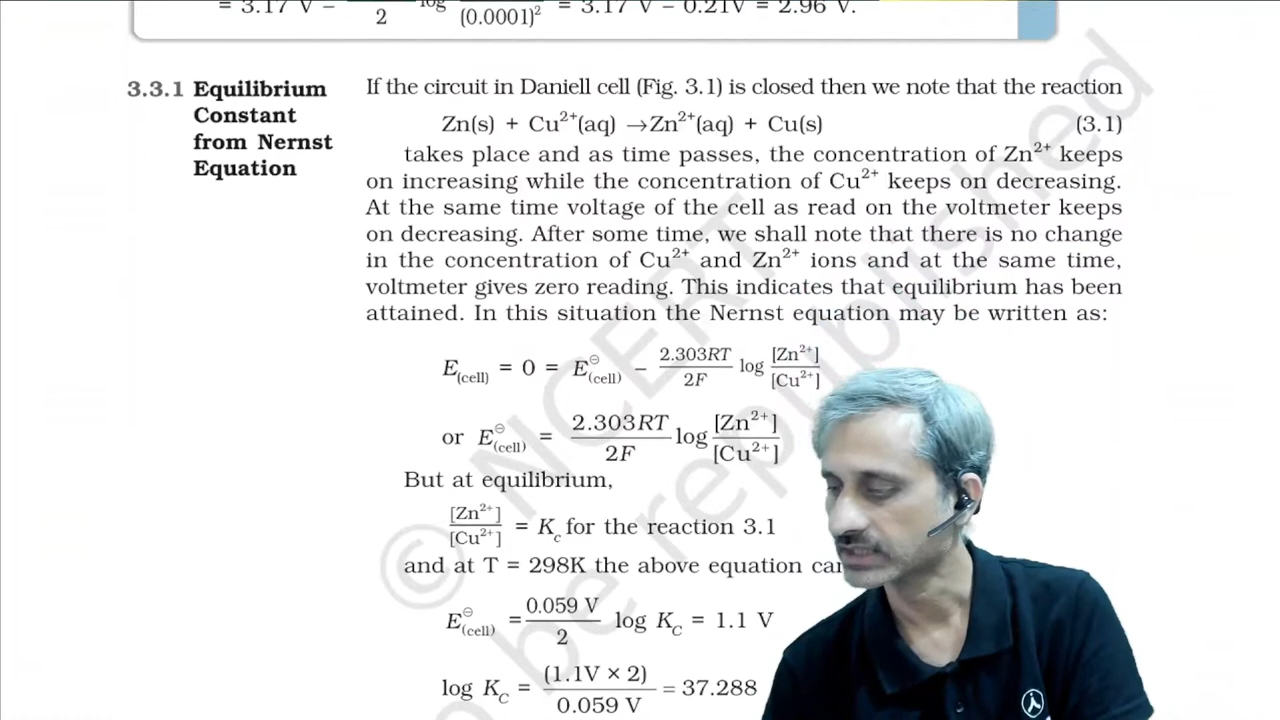 = 3.17 V – 2 log (0.0001)² = 3.17 V – 0.21V = 2.96 V.
3.3.1 Equilibrium Constant from Nernst Equation
If the circuit in Daniell cell (Fig. 3.1) is closed then we note that the reaction
Zn(s) + Cu²⁺(aq) →Zn²⁺(aq) + Cu(s) (3.1)
takes place and as time passes, the concentration of Zn²⁺ keeps
on increasing while the concentration of Cu²⁺ keeps on decreasing.
At the same time voltage of the cell as read on the voltmeter keeps
on decreasing. After some time, we shall note that there is no change
in the concentration of Cu²⁺ and Zn²⁺ ions and at the same time,
voltmeter gives zero reading. This indicates that equilibrium has been
attained. In this situation the Nernst equation may be written as:
E(cell) = 0 = E⊖(cell) – 2.303RT/2F log [Zn²⁺]/[Cu²⁺]
or E⊖(cell) = 2.303RT/2F log [Zn²⁺]/[Cu²⁺]
But at equilibrium,
[Zn²⁺]/[Cu²⁺] = Kc for the reaction 3.1
and at T = 298K the above equation can
E⊖(cell) = 0.059 V/2 log KC = 1.1 V
log KC = (1.1V × 2)/0.059 V = 37.288
© NCERT
be republished